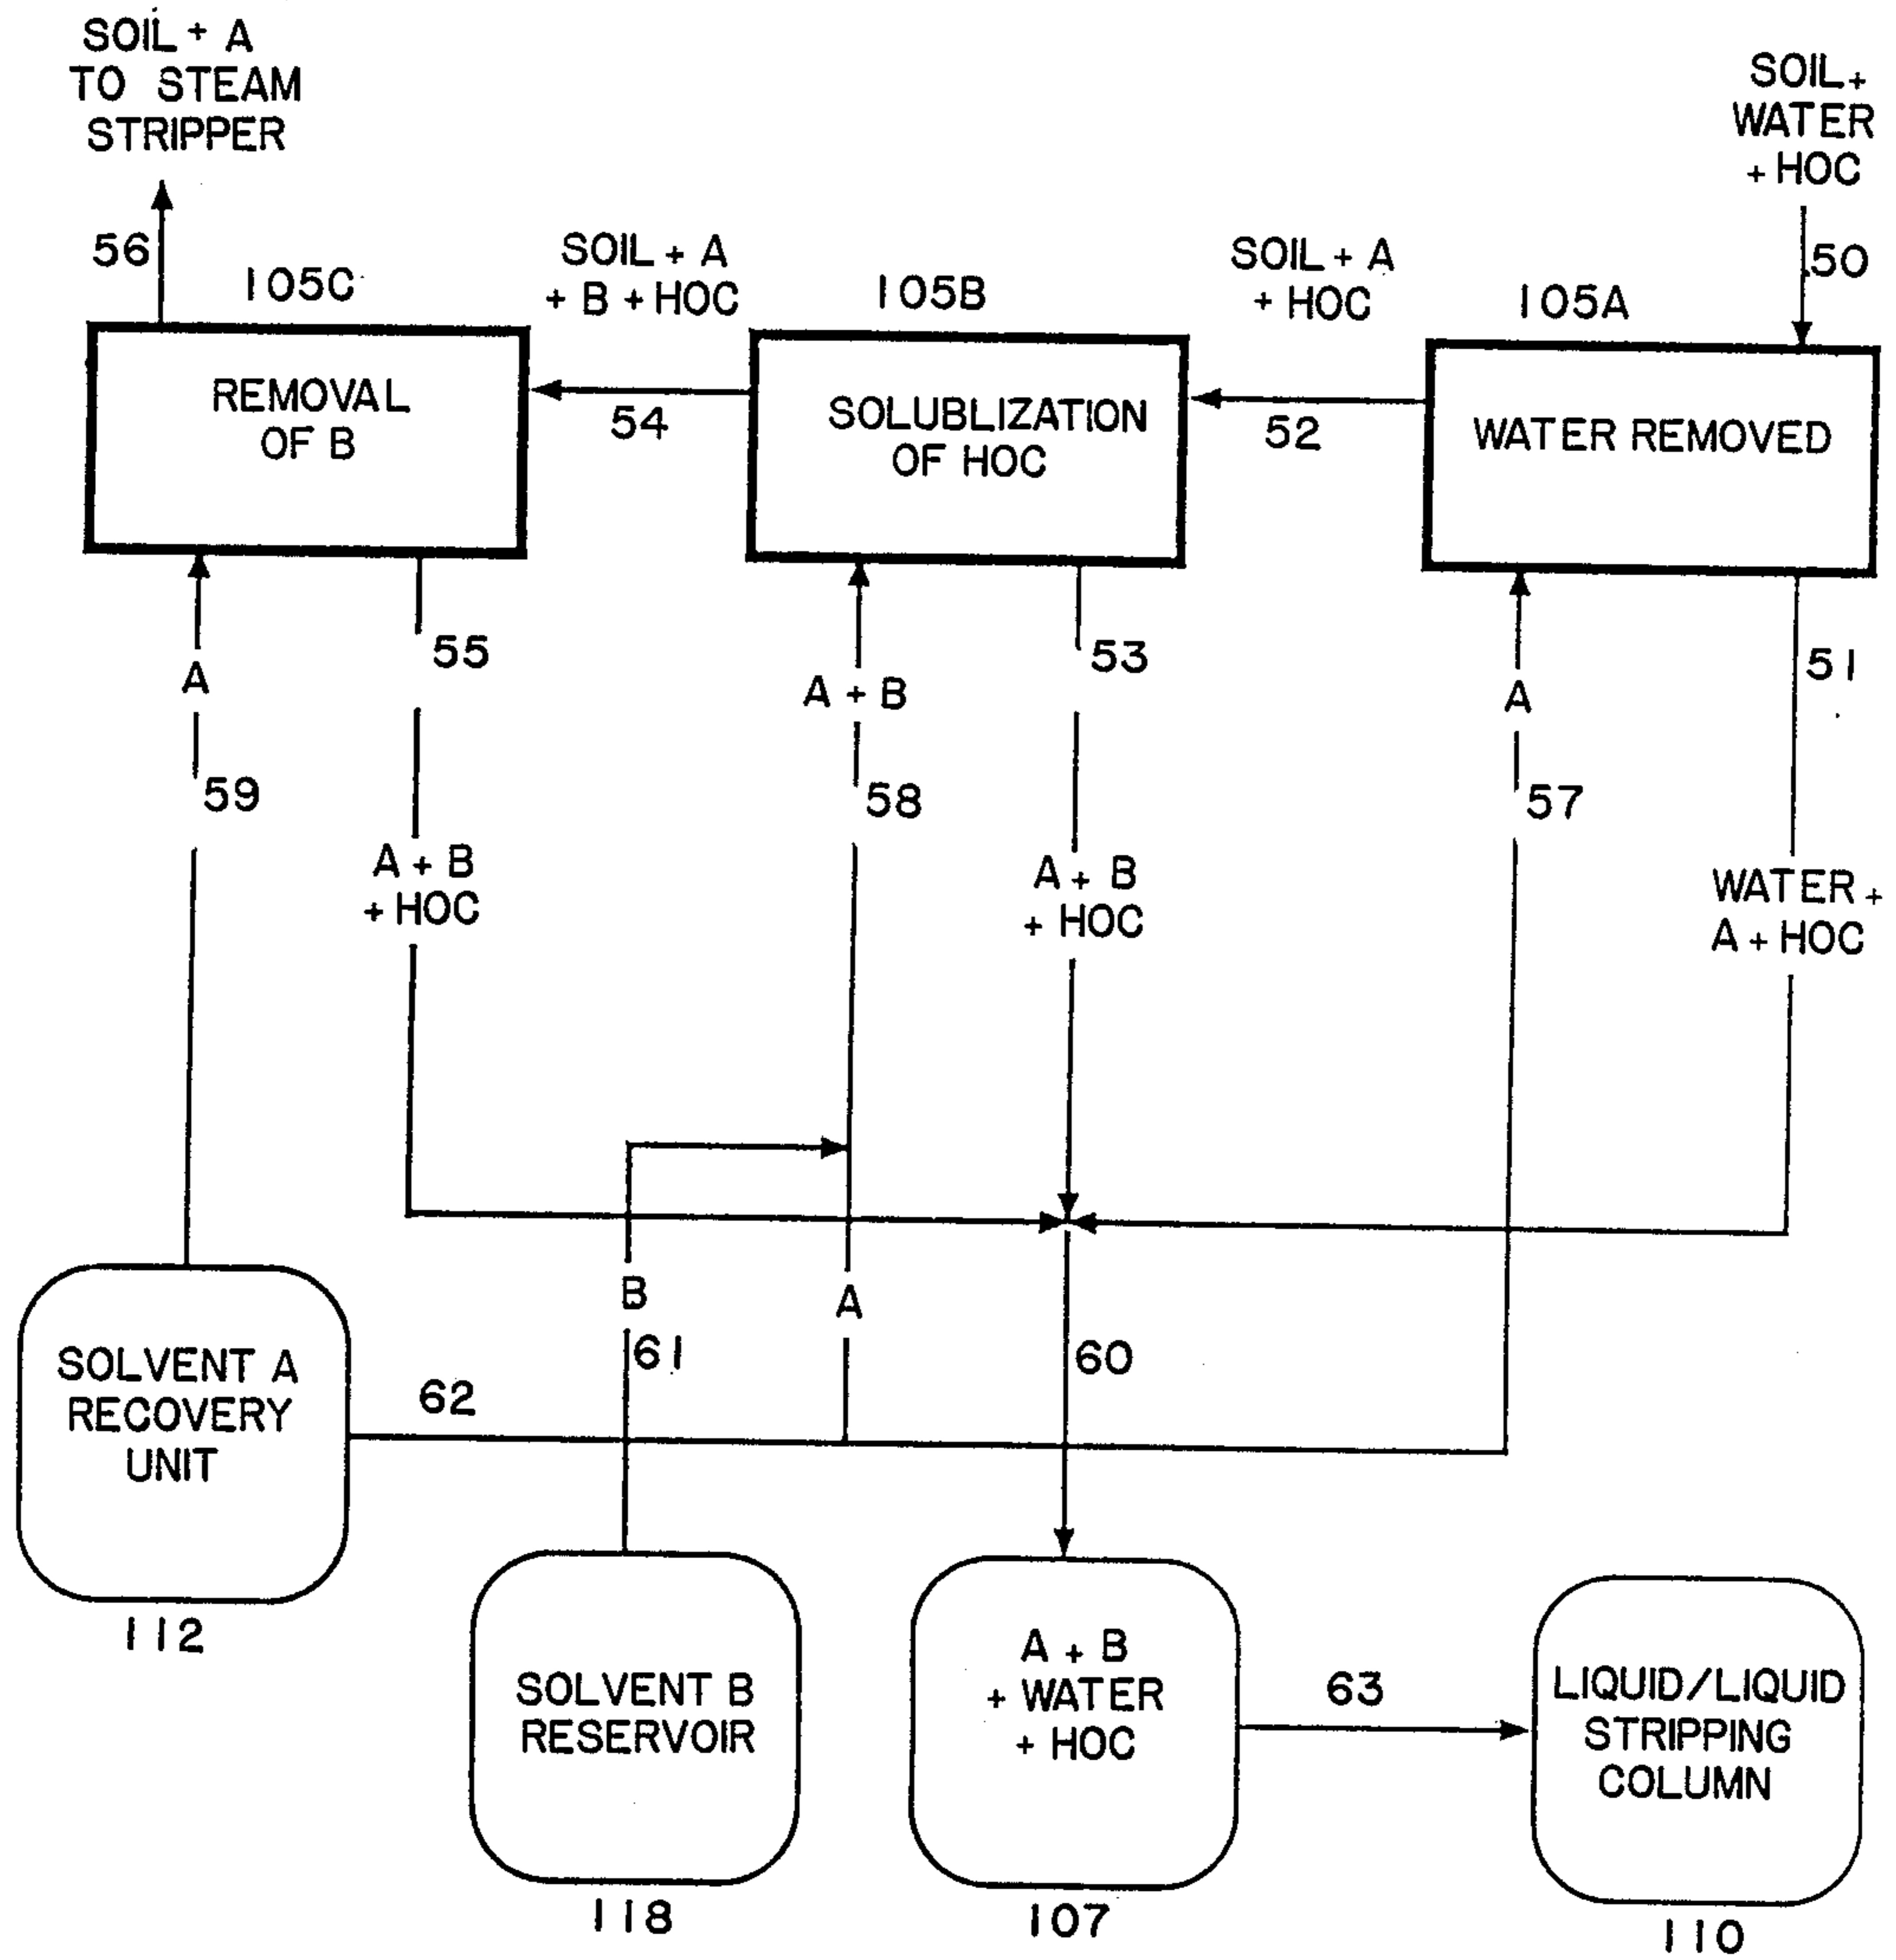 SOIL + A
TO STEAM
STRIPPER
SOIL +
WATER
+ HOC
56
105C
SOIL + A
+ B + HOC
105B
SOIL + A
+ HOC
105A
50
REMOVAL
OF B
54
SOLUBLIZATION
OF HOC
52
WATER REMOVED
A
55
A + B
53
A
51
59
58
57
A + B
+ HOC
A + B
+ HOC
WATER +
A + HOC
B
A
61
60
SOLVENT A
RECOVERY
UNIT
62
112
SOLVENT B
RESERVOIR
A + B
+ WATER
+ HOC
63
LIQUID/LIQUID
STRIPPING
COLUMN
118
107
110